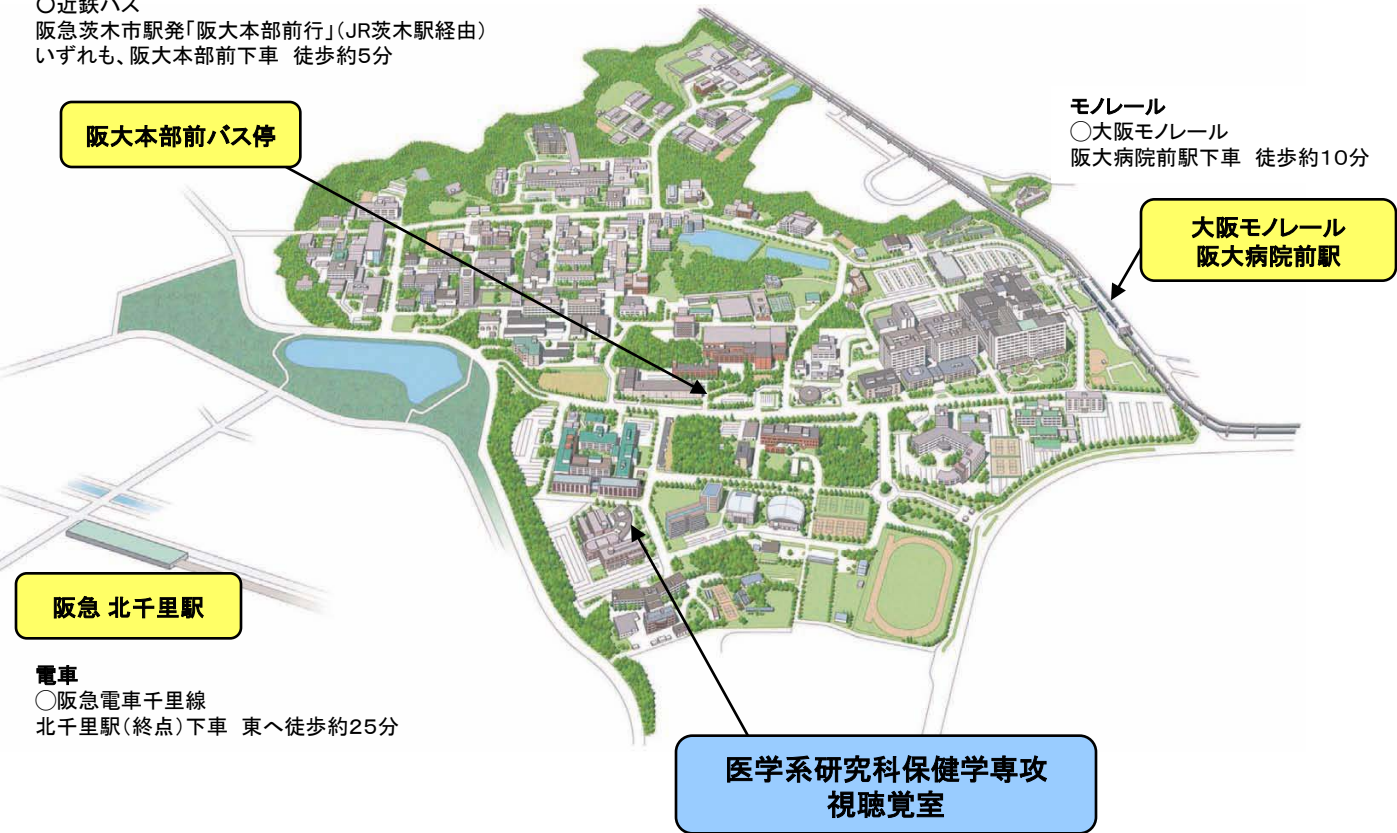 ○近鉄バス
阪急茨木市駅発「阪大本部前行」(JR茨木駅経由)
いずれも、阪大本部前下車 徒歩約5分
阪大本部前バス停
モノレール
○大阪モノレール
阪大病院前駅下車 徒歩約10分
大阪モノレール
阪大病院前駅
阪急 北千里駅
電車
○阪急電車千里線
北千里駅(終点)下車 東へ徒歩約25分
医学系研究科保健学専攻
視聴覚室